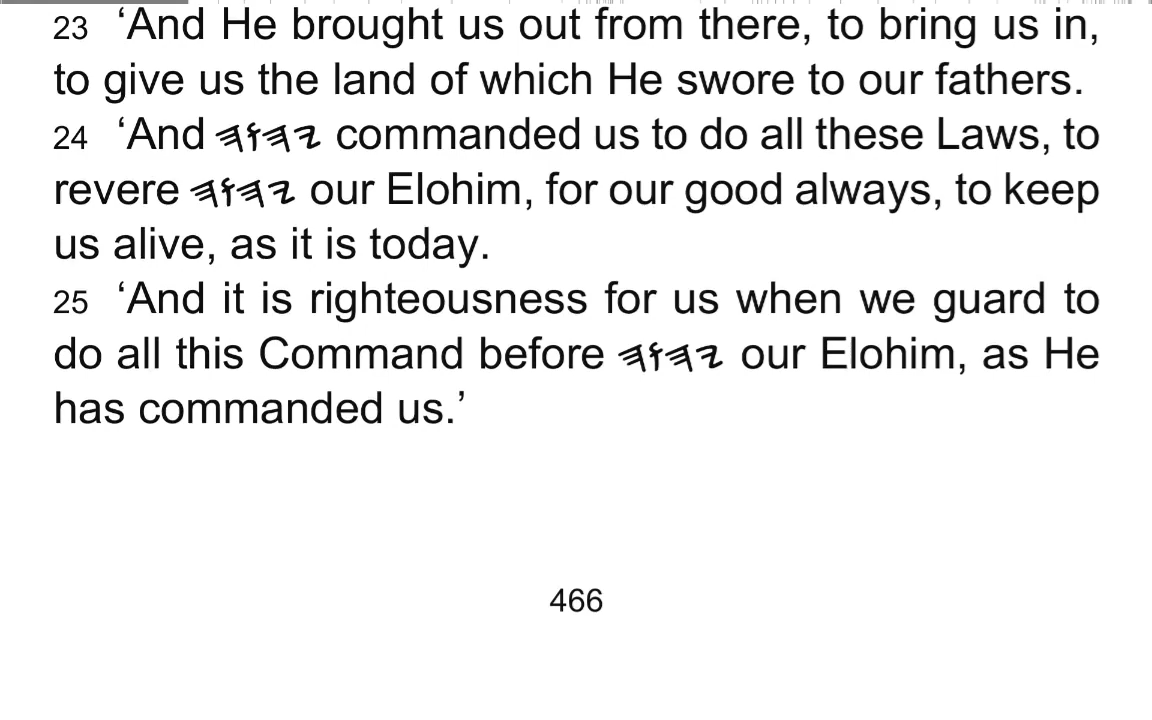 23 ‘And He brought us out from there, to bring us in,
to give us the land of which He swore to our fathers.
24 ‘And 𐤉𐤄𐤅𐤄 commanded us to do all these Laws, to
revere 𐤉𐤄𐤅𐤄 our Elohim, for our good always, to keep
us alive, as it is today.
25 ‘And it is righteousness for us when we guard to
do all this Command before 𐤉𐤄𐤅𐤄 our Elohim, as He
has commanded us.’
466